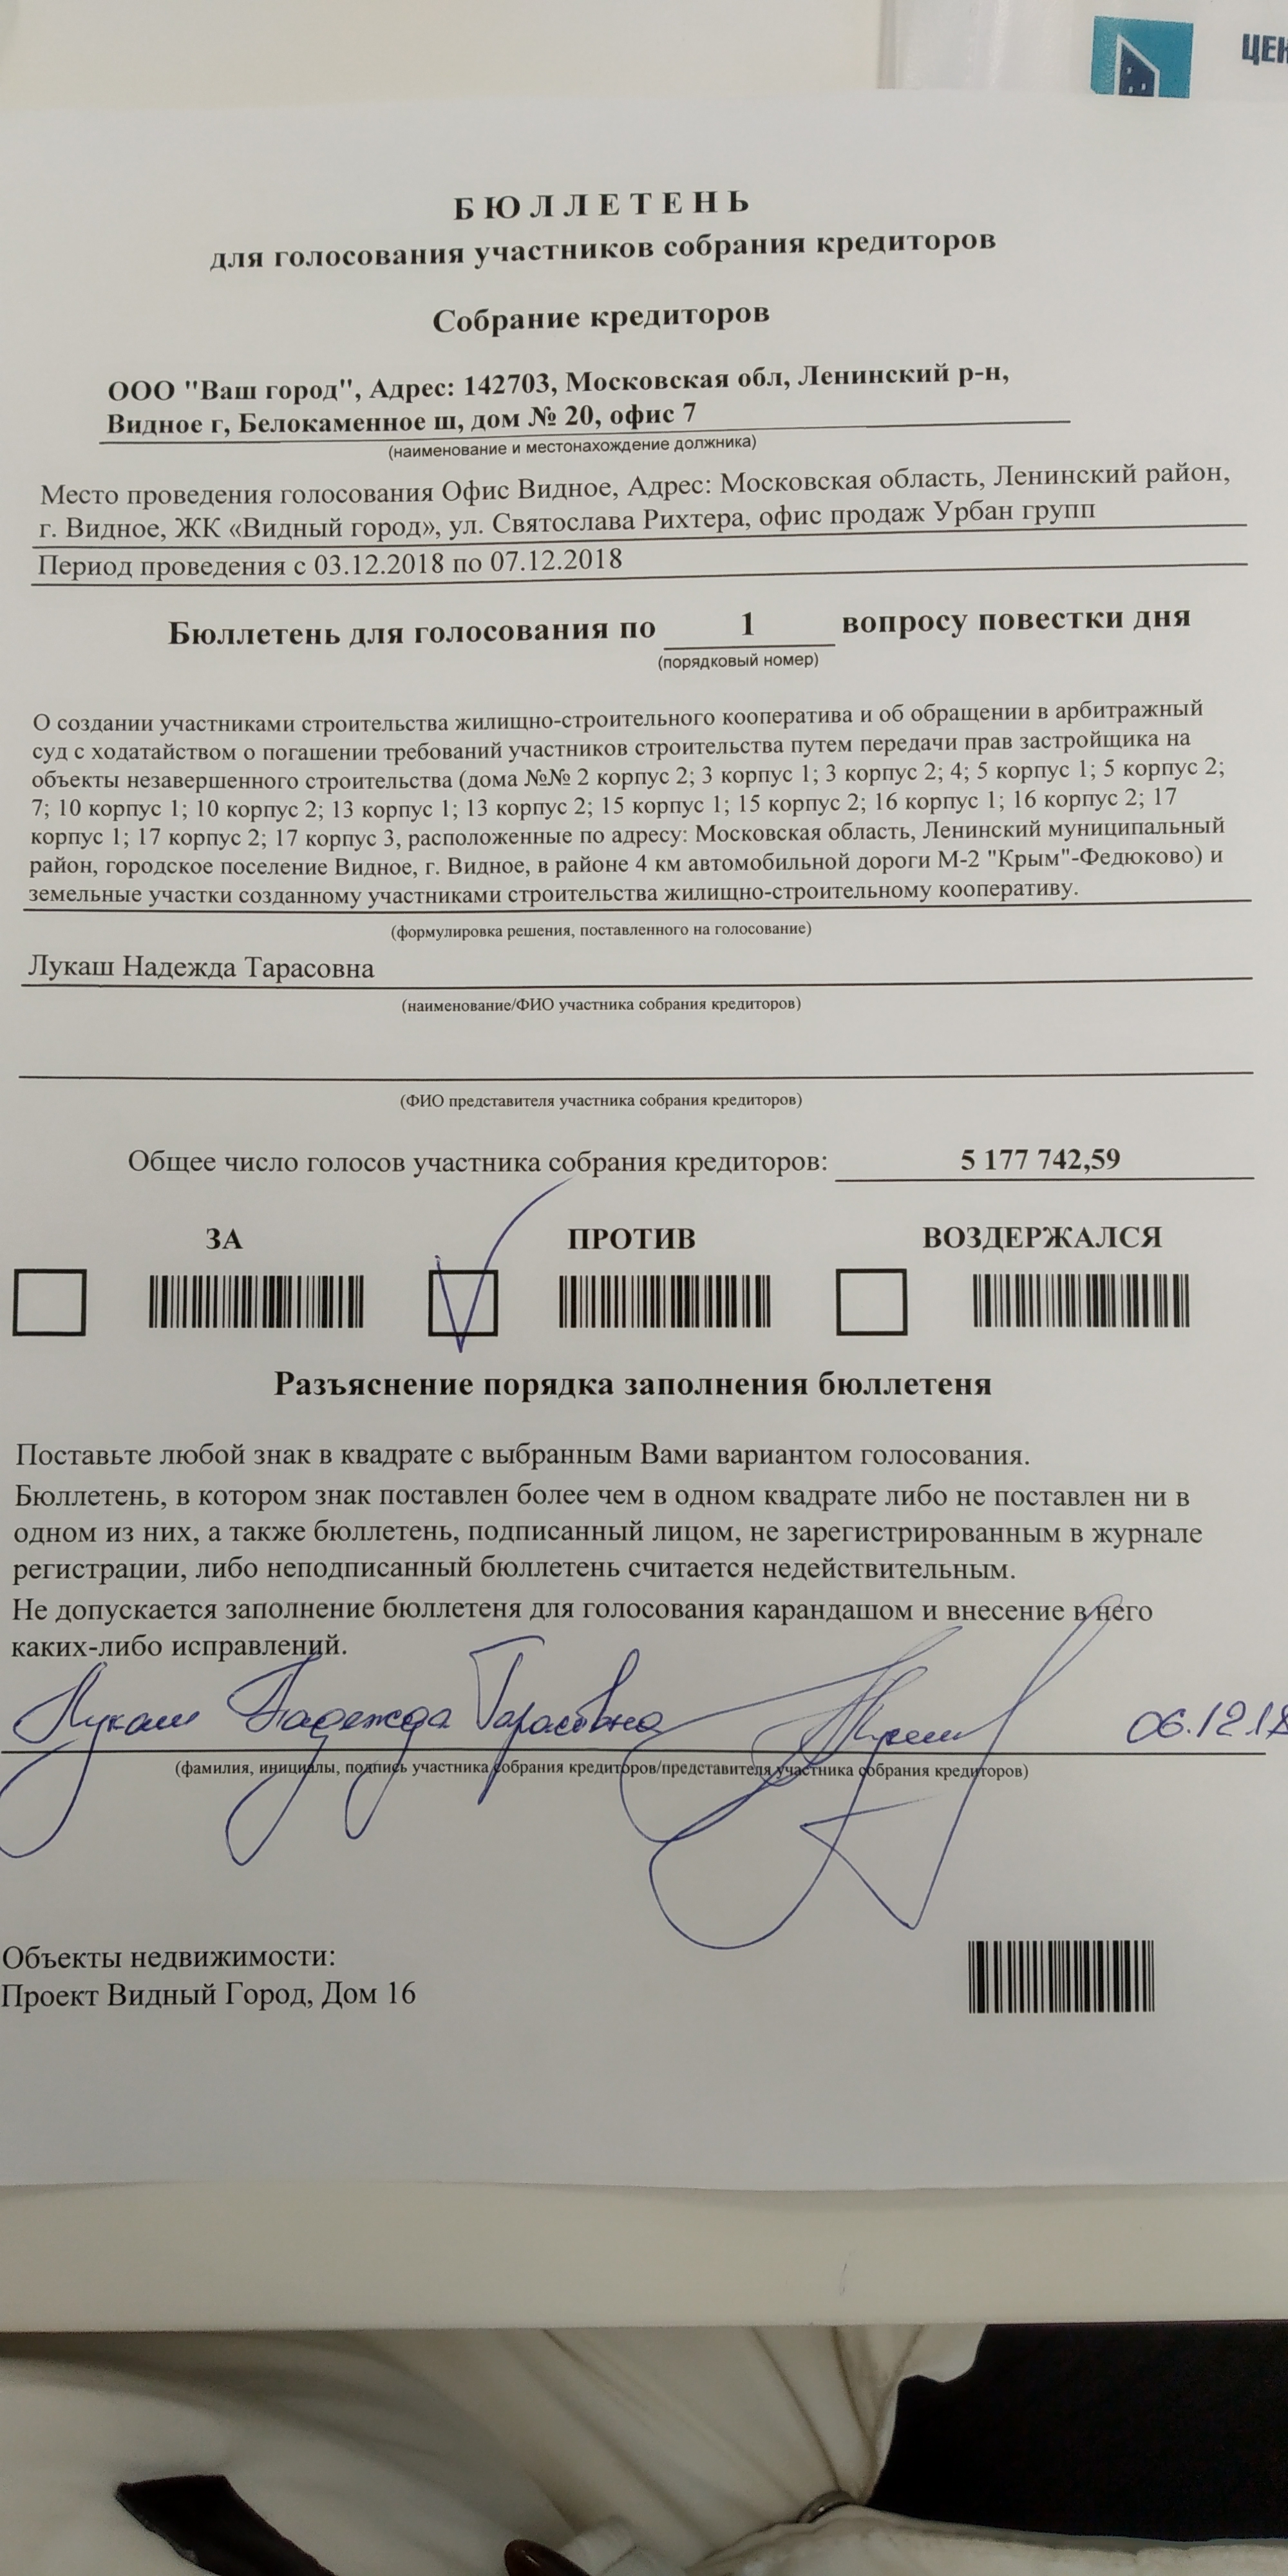 ЦЕН
БЮЛЛЕТЕНЬ
для голосования участников собрания кредиторов
Собрание кредиторов
ООО "Ваш город", Адрес: 142703, Московская обл, Ленинский р-н,
Видное г, Белокаменное ш, дом № 20, офис 7
(наименование и местонахождение должника)
Место проведения голосования Офис Видное, Адрес: Московская область, Ленинский район,
г. Видное, ЖК «Видный город», ул. Святослава Рихтера, офис продаж Урбан групп
Период проведения с 03.12.2018 по 07.12.2018
Бюллетень для голосования по 1 вопросу повестки дня
(порядковый номер)
О создании участниками строительства жилищно-строительного кооператива и об обращении в арбитражный
суд с ходатайством о погашении требований участников строительства путем передачи прав застройщика на
объекты незавершенного строительства (дома №№ 2 корпус 2; 3 корпус 1; 3 корпус 2; 4; 5 корпус 1; 5 корпус 2;
7; 10 корпус 1; 10 корпус 2; 13 корпус 1; 13 корпус 2; 15 корпус 1; 15 корпус 2; 16 корпус 1; 16 корпус 2; 17
корпус 1; 17 корпус 2; 17 корпус 3, расположенные по адресу: Московская область, Ленинский муниципальный
район, городское поселение Видное, г. Видное, в районе 4 км автомобильной дороги М-2 "Крым"-Федюково) и
земельные участки созданному участниками строительства жилищно-строительному кооперативу.
(формулировка решения, поставленного на голосование)
Лукаш Надежда Тарасовна
(наименование/ФИО участника собрания кредиторов)
(ФИО представителя участника собрания кредиторов)
Общее число голосов участника собрания кредиторов: 5 177 742,59
ЗА ПРОТИВ ВОЗДЕРЖАЛСЯ
Разъяснение порядка заполнения бюллетеня
Поставьте любой знак в квадрате с выбранным Вами вариантом голосования.
Бюллетень, в котором знак поставлен более чем в одном квадрате либо не поставлен ни в
одном из них, а также бюллетень, подписанный лицом, не зарегистрированным в журнале
регистрации, либо неподписанный бюллетень считается недействительным.
Не допускается заполнение бюллетеня для голосования карандашом и внесение в него
каких-либо исправлений.
Лукаш Надежда Тарасовна 06.12.18
(фамилия, инициалы, подпись участника собрания кредиторов/представителя участника собрания кредиторов)
Объекты недвижимости:
Проект Видный Город, Дом 16